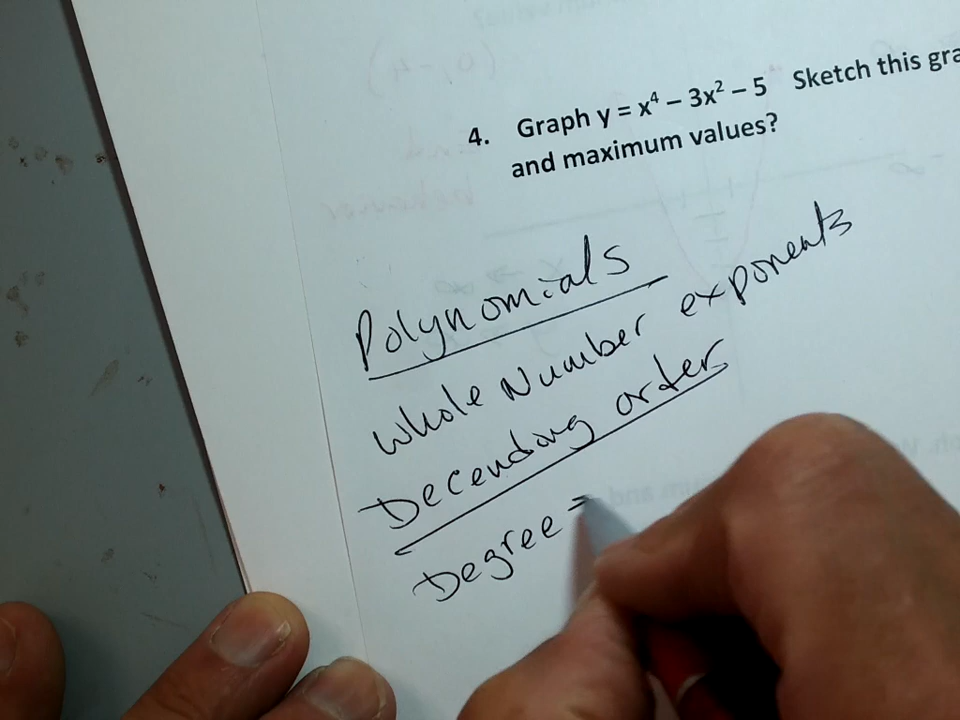 4. Graph y = x⁴ – 3x² – 5 Sketch this gra
and maximum values?
Polynomials
Whole Number exponents
Decending order
Degree =